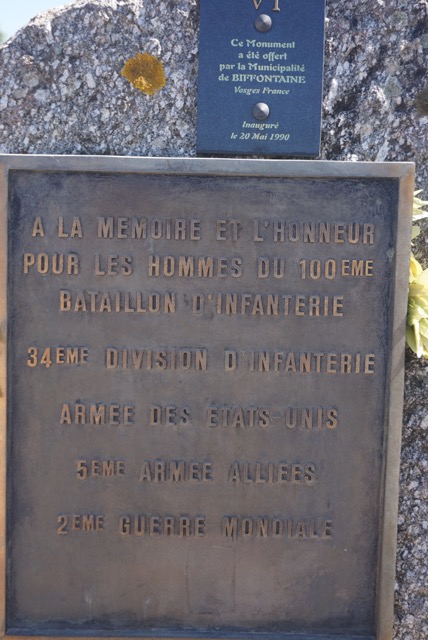 VI
Ce Monument
a été offert
par la Municipalité
de BIFFONTAINE
Vosges France
Inauguré
le 20 Mai 1990
A LA MEMOIRE ET L'HONNEUR
POUR LES HOMMES DU 100EME
BATAILLON D'INFANTERIE
34EME DIVISION D'INFANTERIE
ARMEE DES ETATS-UNIS
5EME ARMEE ALLIEES
2EME GUERRE MONDIALE